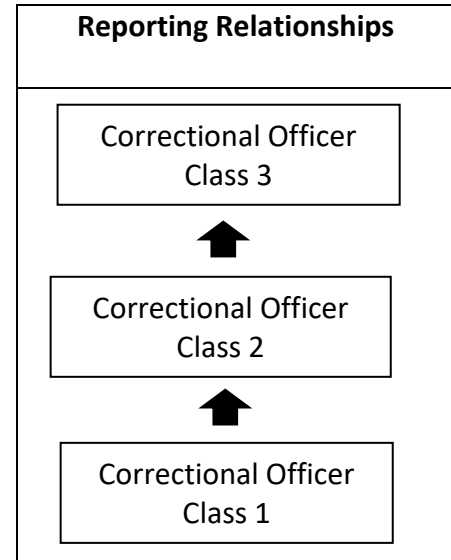 Reporting Relationships
Correctional Officer
Class 3
Correctional Officer
Class 2
Correctional Officer
Class 1